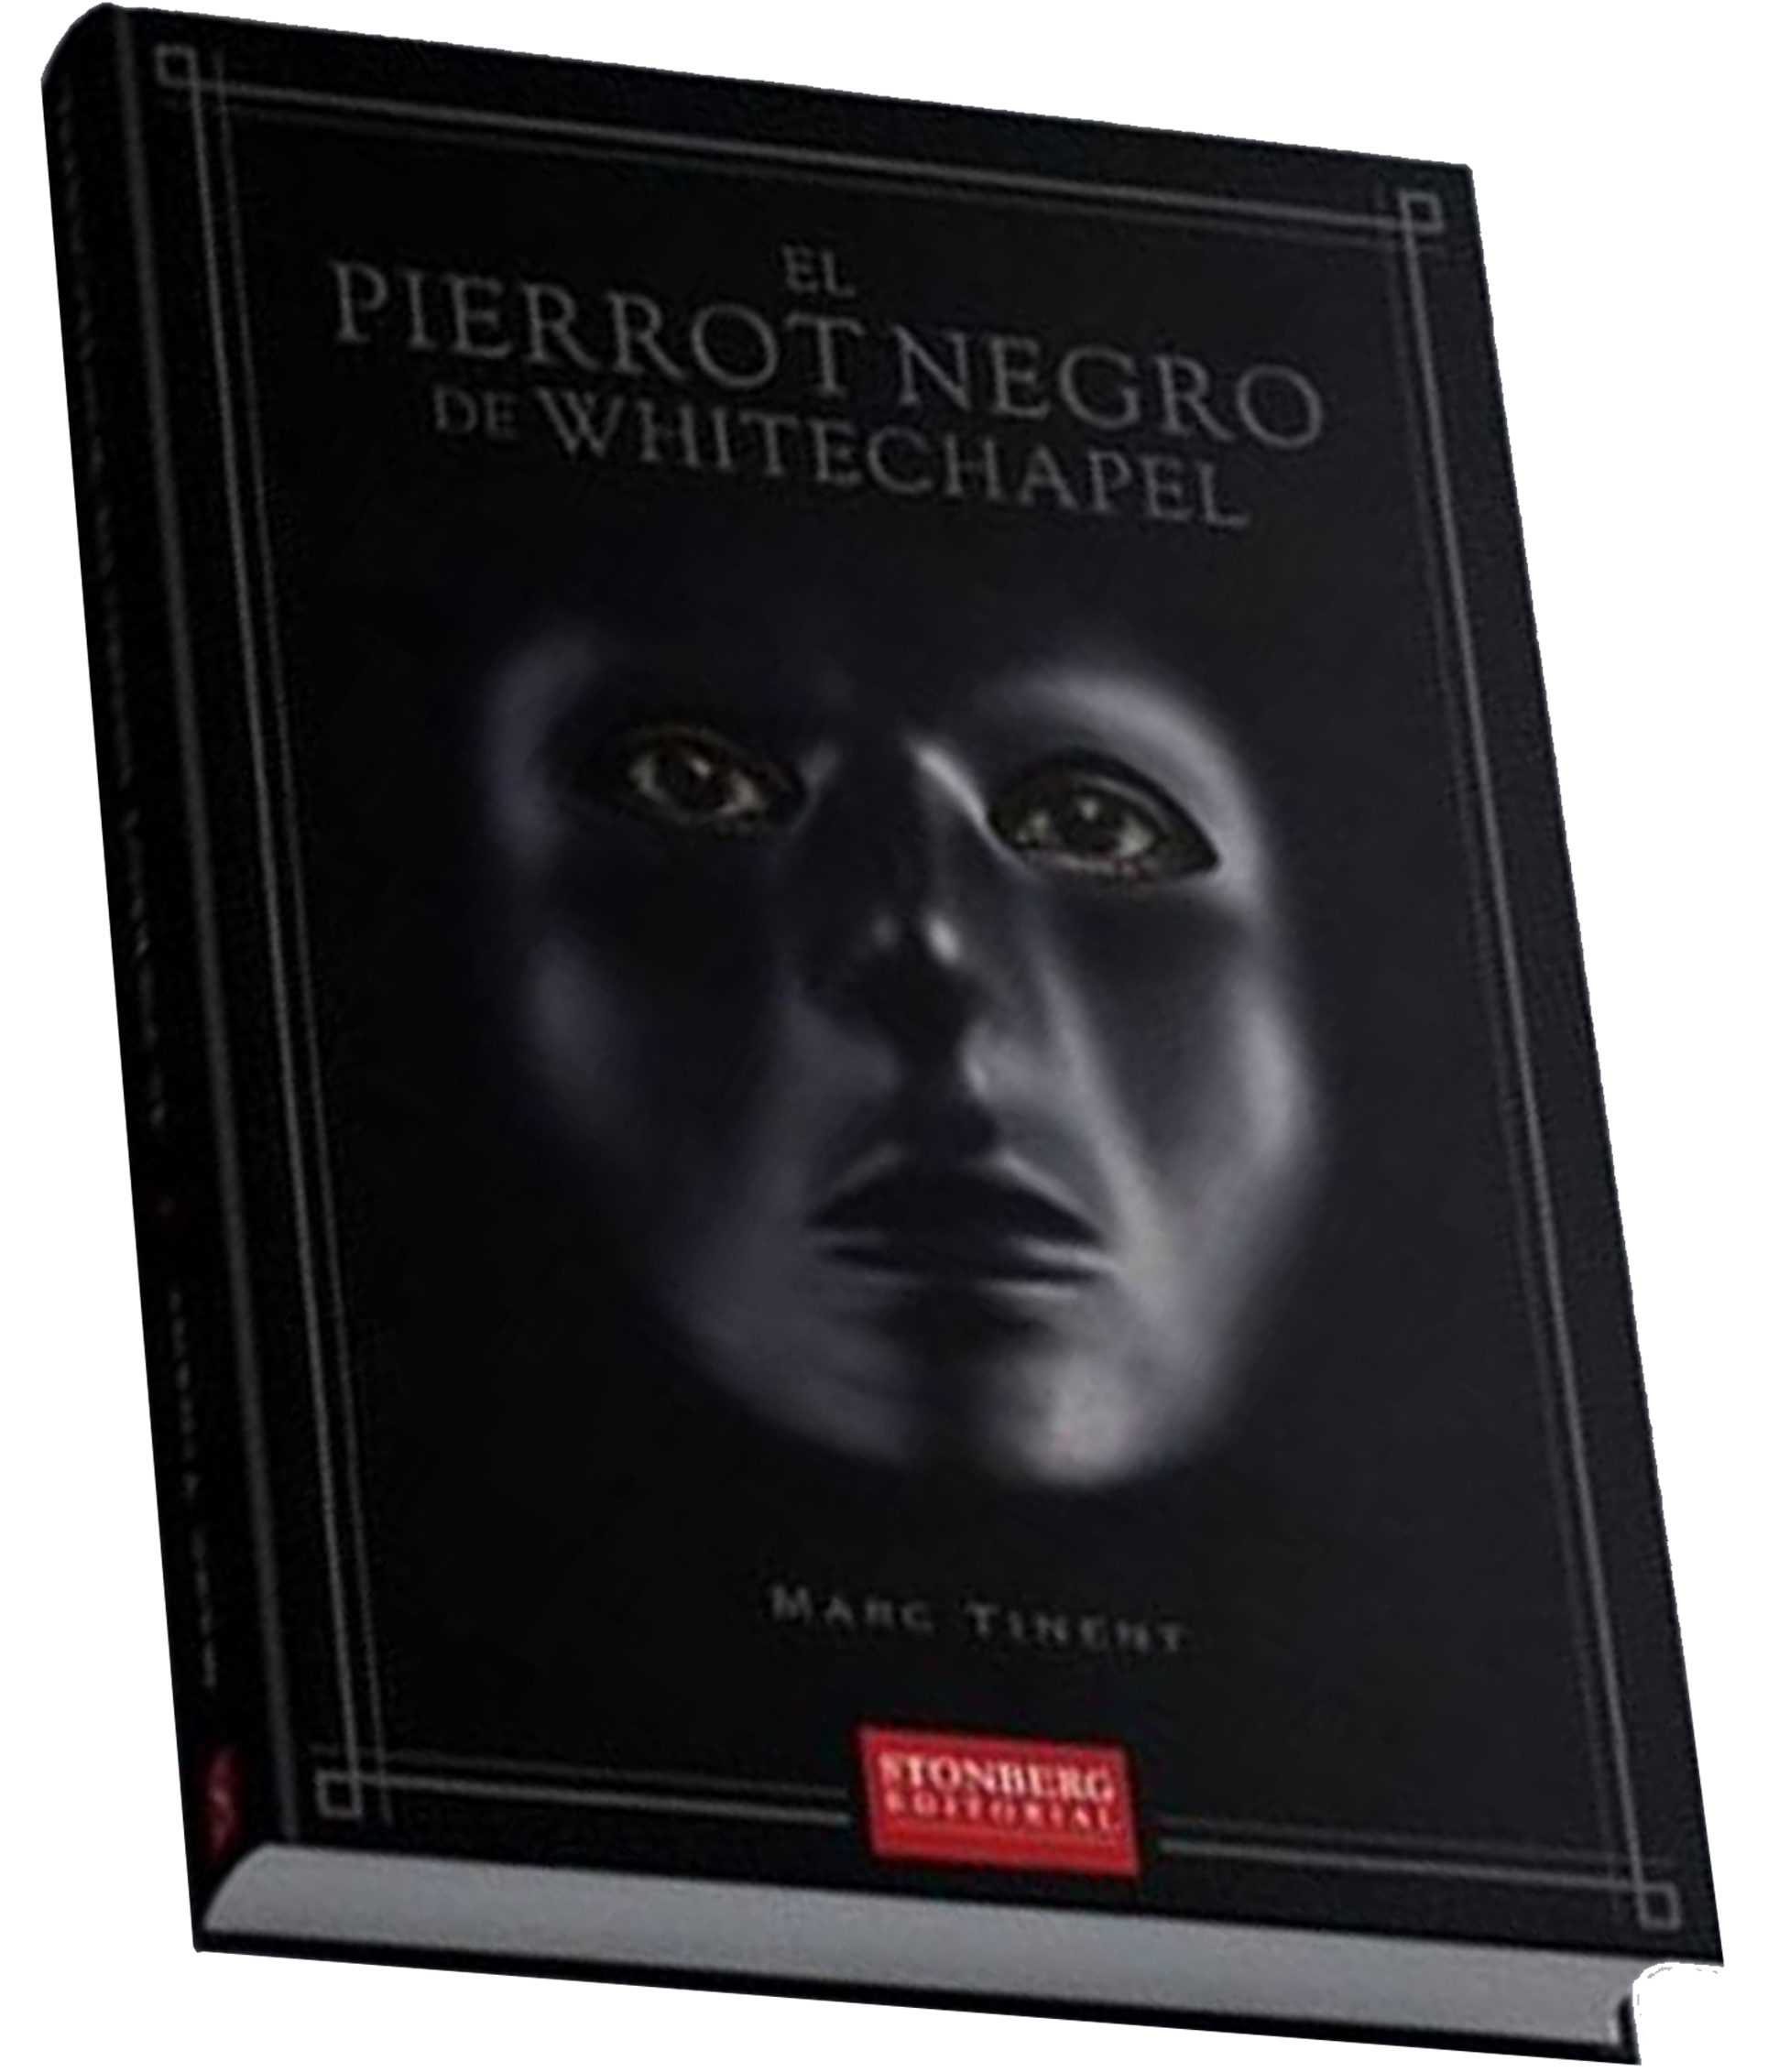 EL
PIERROT NEGRO
DE WHITECHAPEL
MARC TINENT
STONBERG
EDITORIAL